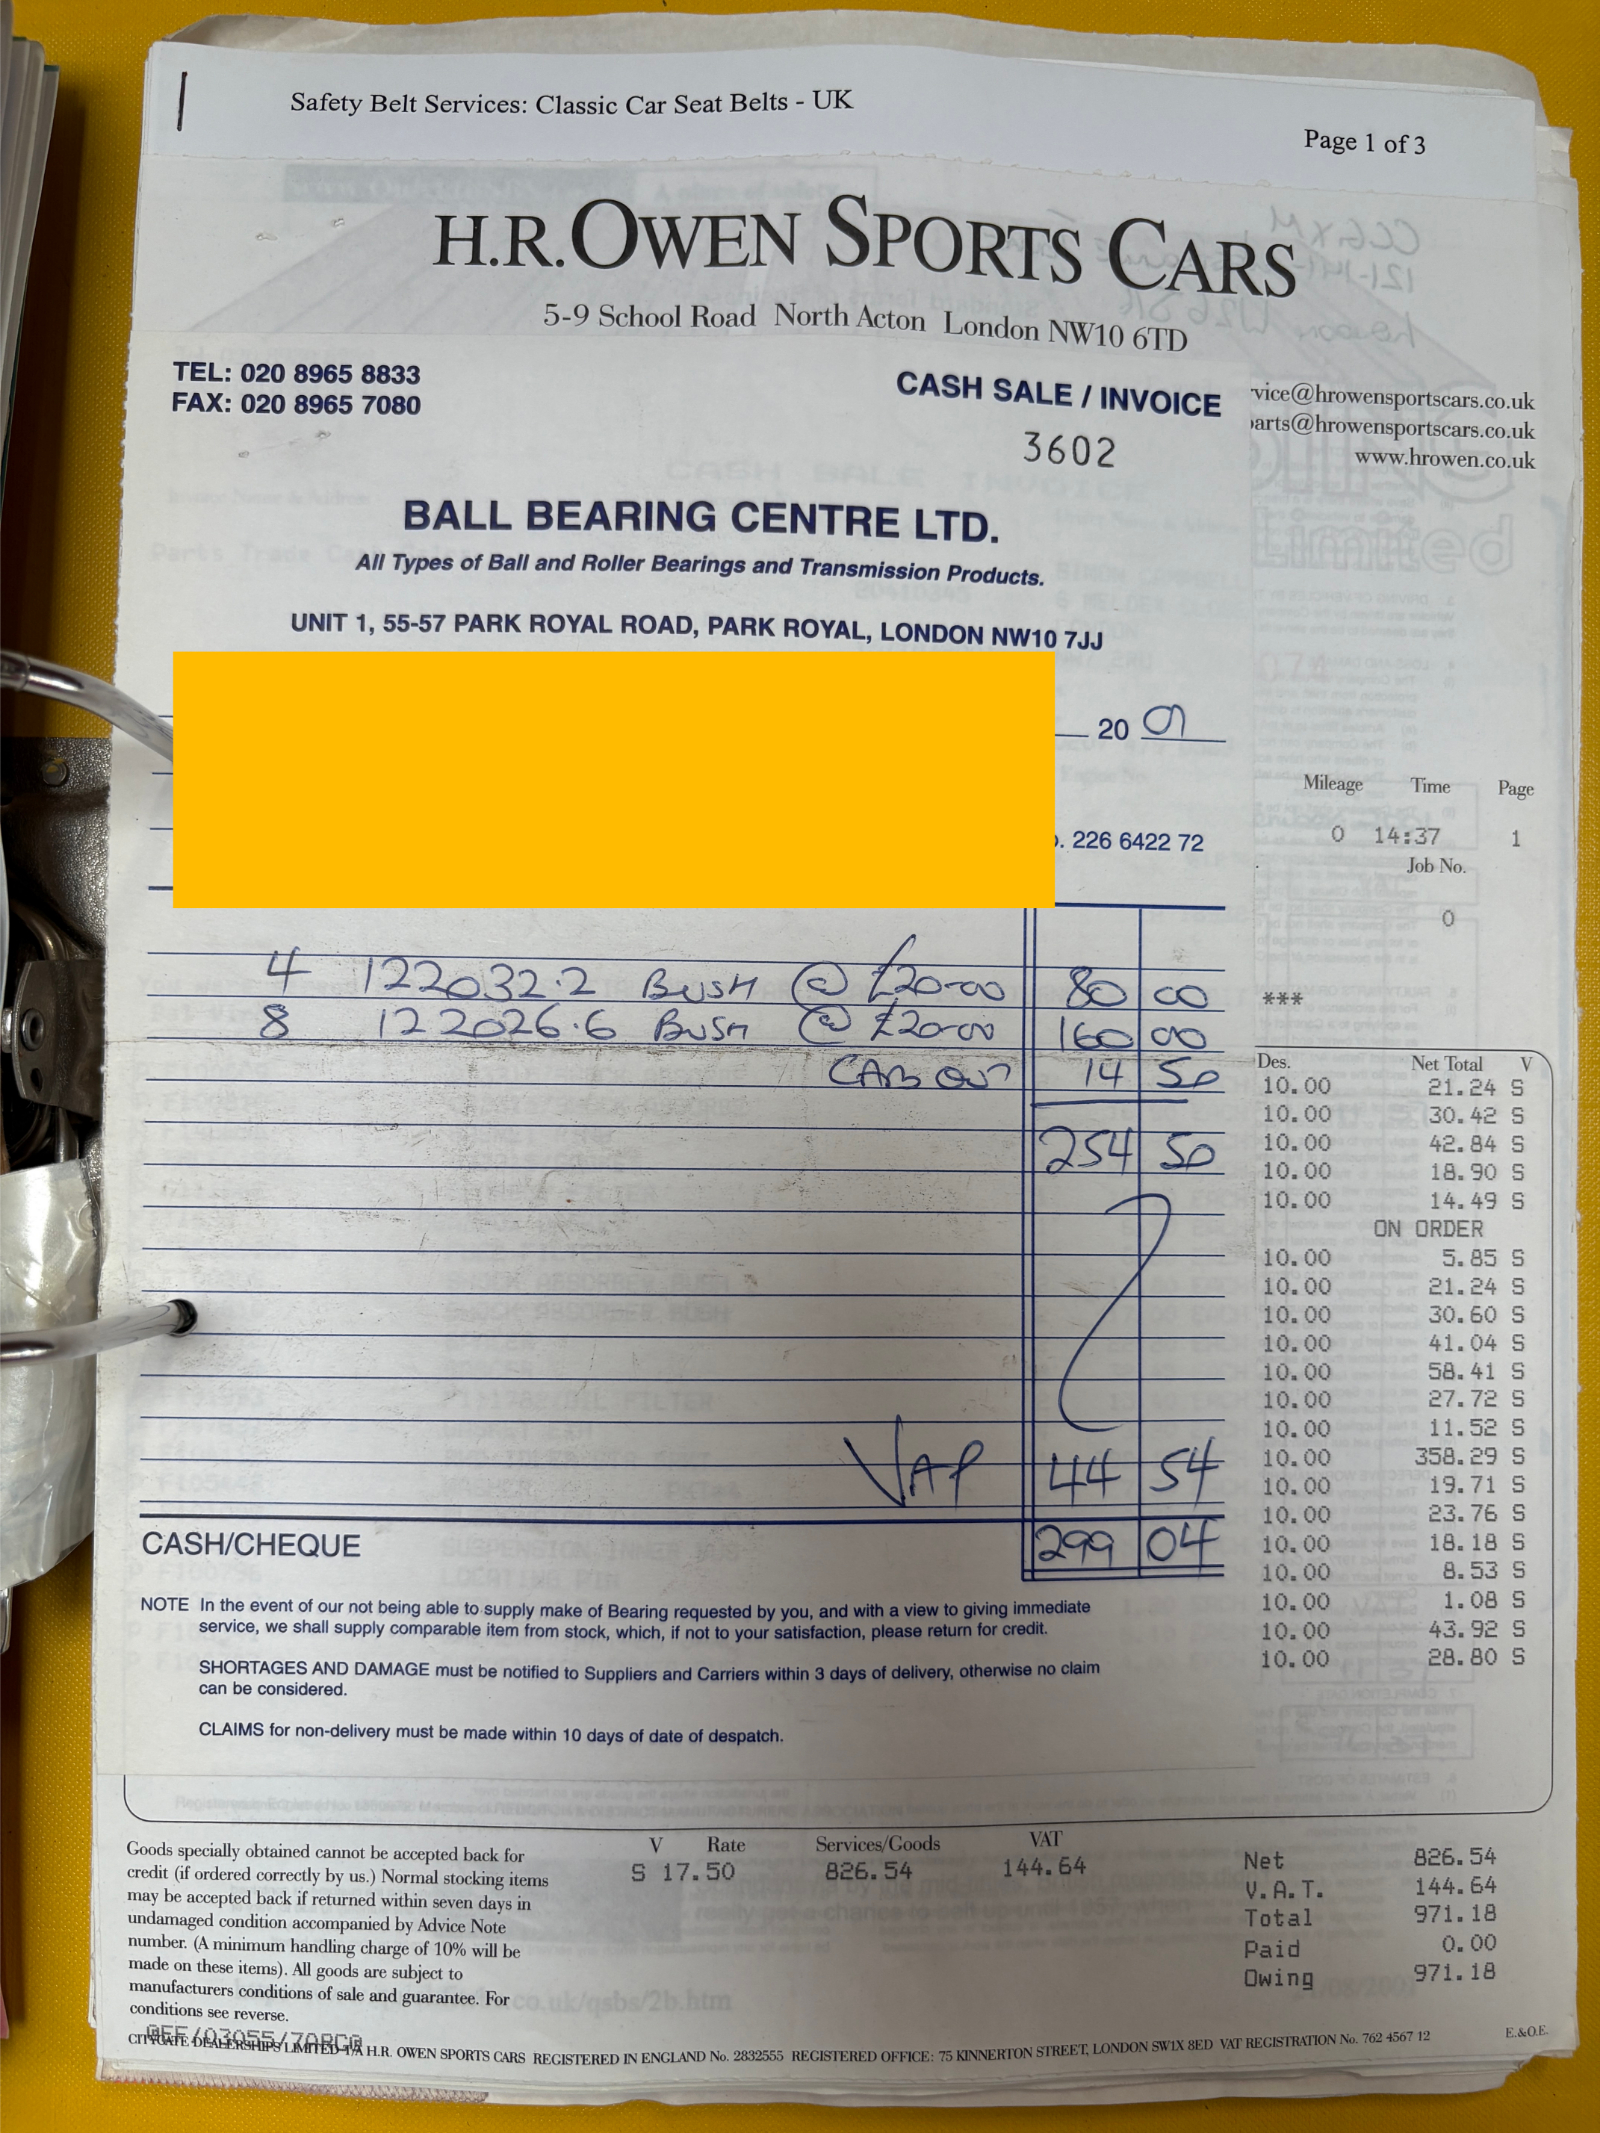 Safety Belt Services: Classic Car Seat Belts - UK
Page 1 of 3
H.R. OWEN SPORTS CARS
5-9 School Road North Acton London NW10 6TD
TEL: 020 8965 8833
FAX: 020 8965 7080
CASH SALE / INVOICE
3602
vice@hrowensportscars.co.uk
arts@hrowensportscars.co.uk
www.hrowen.co.uk
BALL BEARING CENTRE LTD.
All Types of Ball and Roller Bearings and Transmission Products.
UNIT 1, 55-57 PARK ROYAL ROAD, PARK ROYAL, LONDON NW10 7JJ
20
. 226 6422 72
Mileage Time Page
0 14:37 1
Job No.
0
4 122032.2 BUSH @ £20-00 80 00
8 122026.6 BUSH @ £20-00 160 00
14 50
254 50
VAT 44 54
299 04
***
Des. Net Total V
10.00 21.24 S
10.00 30.42 S
10.00 42.84 S
10.00 18.90 S
10.00 14.49 S
ON ORDER
10.00 5.85 S
10.00 21.24 S
10.00 30.60 S
10.00 41.04 S
10.00 58.41 S
10.00 27.72 S
10.00 11.52 S
10.00 358.29 S
10.00 19.71 S
10.00 23.76 S
10.00 18.18 S
10.00 8.53 S
10.00 1.08 S
10.00 43.92 S
10.00 28.80 S
CASH/CHEQUE
NOTE In the event of our not being able to supply make of Bearing requested by you, and with a view to giving immediate
service, we shall supply comparable item from stock, which, if not to your satisfaction, please return for credit.
SHORTAGES AND DAMAGE must be notified to Suppliers and Carriers within 3 days of delivery, otherwise no claim
can be considered.
CLAIMS for non-delivery must be made within 10 days of date of despatch.
Goods specially obtained cannot be accepted back for
credit (if ordered correctly by us.) Normal stocking items
may be accepted back if returned within seven days in
undamaged condition accompanied by Advice Note
number. (A minimum handling charge of 10% will be
made on these items). All goods are subject to
manufacturers conditions of sale and guarantee. For
conditions see reverse.
V Rate Services/Goods VAT
S 17.50 826.54 144.64
Net 826.54
V.A.T. 144.64
Total 971.18
Paid 0.00
Owing 971.18
CITYGATE DEALERSHIPS LIMITED T/A H.R. OWEN SPORTS CARS REGISTERED IN ENGLAND No. 2832555 REGISTERED OFFICE: 75 KINNERTON STREET, LONDON SW1X 8ED VAT REGISTRATION No. 762 4567 12
E.&O.E.